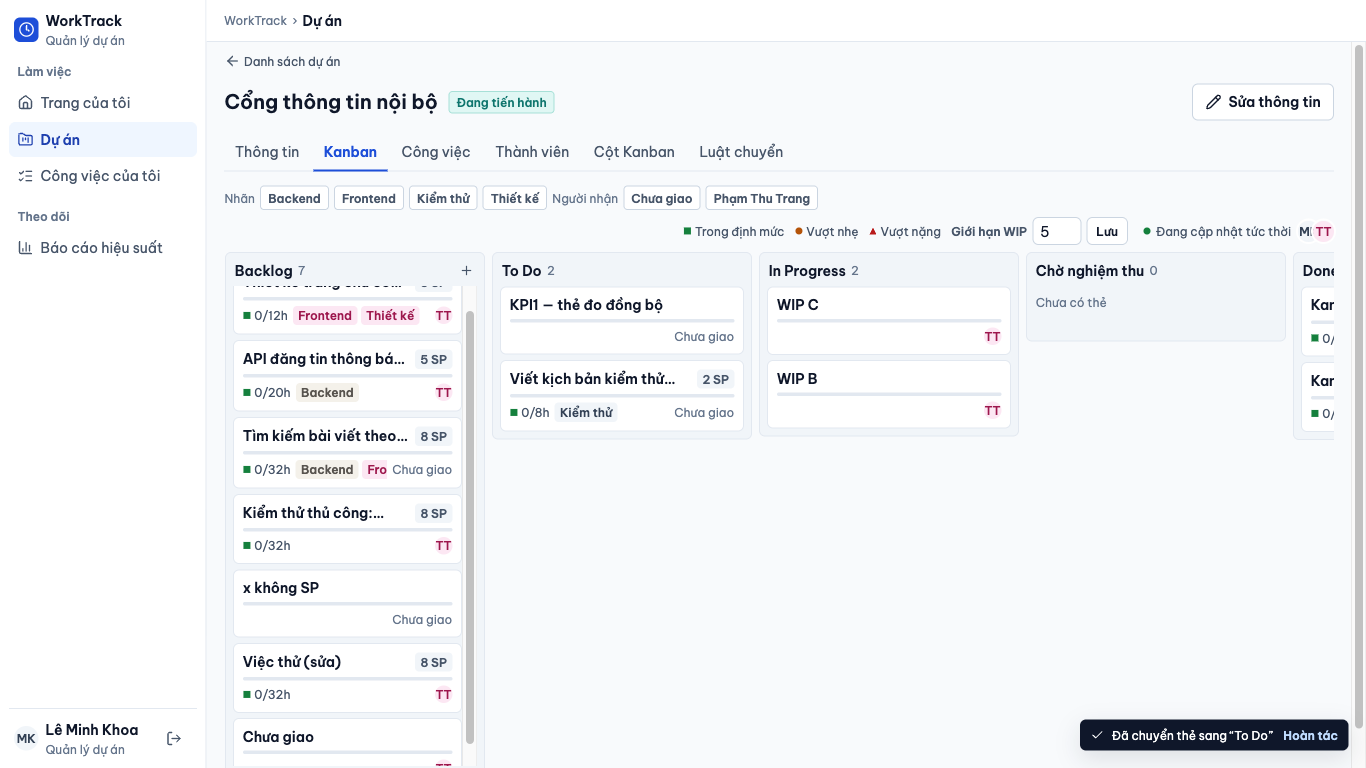 WorkTrack
Quản lý dự án
Làm việc
Trang của tôi
Dự án
Công việc của tôi
Theo dõi
Báo cáo hiệu suất
MK
Lê Minh Khoa
Quản lý dự án
WorkTrack › Dự án
Danh sách dự án
Cổng thông tin nội bộ
Đang tiến hành
Sửa thông tin
Thông tin Kanban Công việc Thành viên Cột Kanban Luật chuyển
Nhãn Backend Frontend Kiểm thử Thiết kế Người nhận Chưa giao Phạm Thu Trang
Trong định mức Vượt nhẹ Vượt nặng Giới hạn WIP 5 Lưu Đang cập nhật tức thời TT
Backlog 7
0/12h Frontend Thiết kế TT
API đăng tin thông bá... 5 SP
0/20h Backend TT
Tìm kiếm bài viết theo... 8 SP
0/32h Backend Fro Chưa giao
Kiểm thử thủ công:... 8 SP
0/32h TT
x không SP
Chưa giao
Việc thử (sửa) 8 SP
0/32h TT
Chưa giao
To Do 2
KPI1 — thẻ đo đồng bộ
Chưa giao
Viết kịch bản kiểm thử... 2 SP
0/8h Kiểm thử Chưa giao
In Progress 2
WIP C
TT
WIP B
TT
Chờ nghiệm thu 0
Chưa có thẻ
Done
Kar
0/
Kar
0/
Đã chuyển thẻ sang “To Do” Hoàn tác